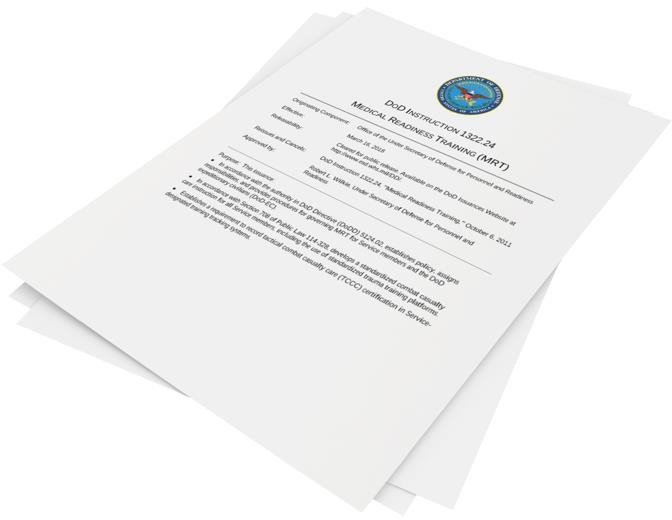 DEPARTMENT OF DEFENSE
DOD INSTRUCTION 1322.24
MEDICAL READINESS TRAINING (MRT)
Originating Component: Office of the Under Secretary of Defense for Personnel and Readiness
Effective: March 16, 2018
Releasability: Cleared for public release. Available on the DoD Issuances Website at
http://www.esd.whs.mil/DD/
Reissues and Cancels: DoD Instruction 1322.24, "Medical Readiness Training," October 6, 2011
Approved by: Robert L. Wilkie, Under Secretary of Defense for Personnel and
Readiness
Purpose: This issuance:
• In accordance with the authority in DoD Directive (DoDD) 5124.02, establishes policy, assigns
responsibilities, and provides procedures for governing MRT for Service members and the DoD
expeditionary civilians (DoD-EC).
• In accordance with Section 708 of Public Law 114-328, develops a standardized combat casualty
care instruction for all Service members, including the use of standardized trauma training platforms.
• Establishes a requirement to record tactical combat casualty care (TCCC) certification in Service-
designated training tracking systems.